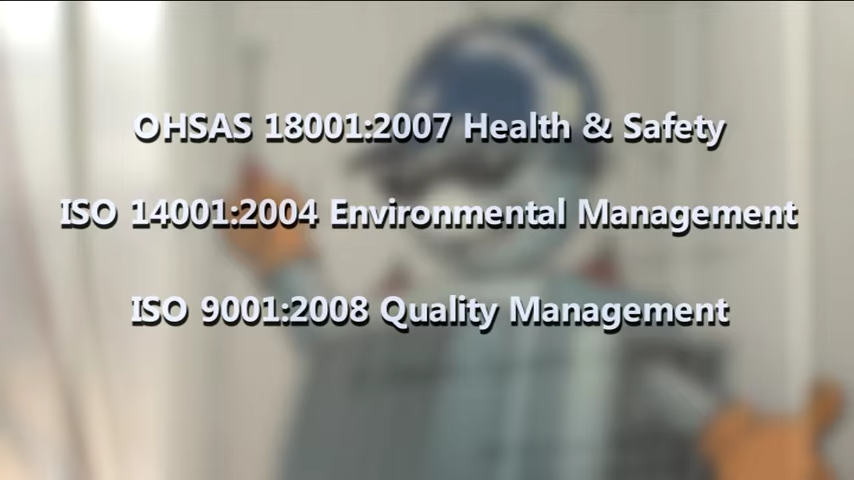 OHSAS 18001:2007 Health & Safety
ISO 14001:2004 Environmental Management
ISO 9001:2008 Quality Management